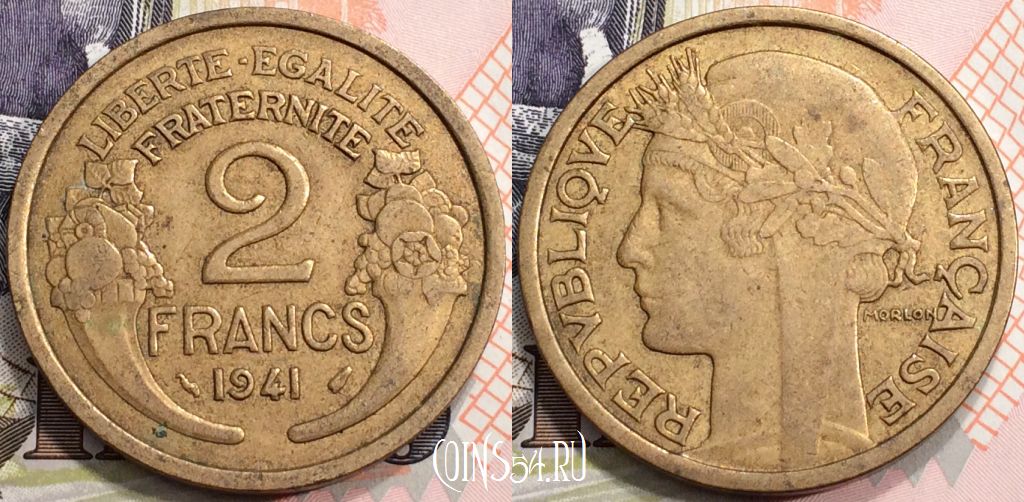 LIBERTE-EGALITE
FRATERNITE
2
FRANCS
1941
REPVBLIQVE FRANÇAISE
MORLON
COINS54.RU